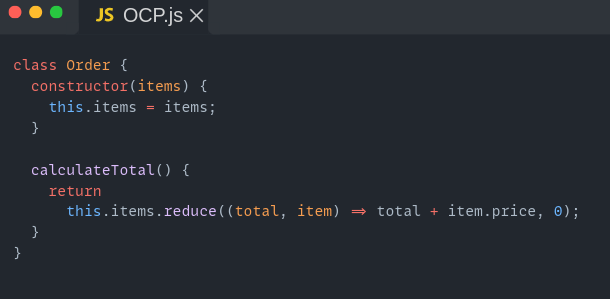 JS OCP.js
class Order {
  constructor(items) {
    this.items = items;
  }

  calculateTotal() {
    return
      this.items.reduce((total, item) => total + item.price, 0);
  }
}